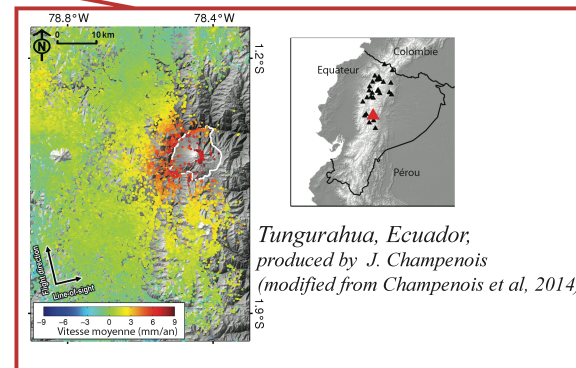 78.8°W
78.4°W
N
0
10 km
1.2°S
Colombie
Equateur
Pérou
Tungurahua, Ecuador,
produced by J. Champenois
(modified from Champenois et al, 2014)
Flight direction
Line-of-sight
-9 -6 -3 0 3 6 9
Vitesse moyenne (mm/an)
1.9°S